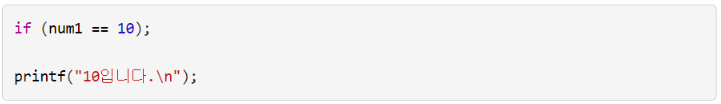 if (num1 == 10);
printf("10입니다.\n");